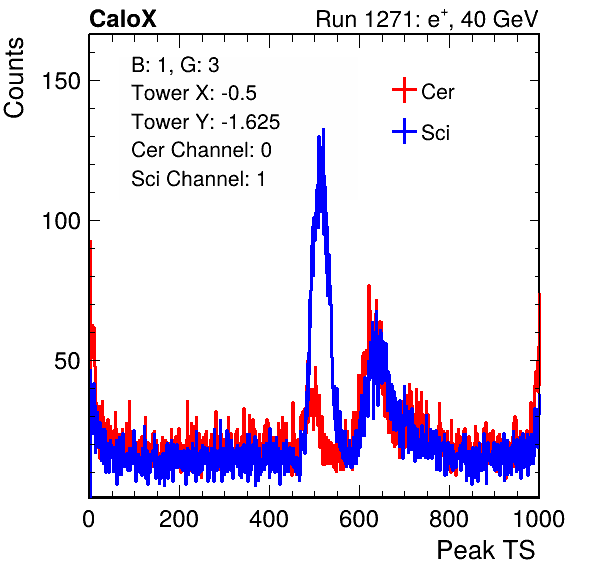 CaloX Run 1271: e⁺, 40 GeV
Counts
B: 1, G: 3
Tower X: -0.5
Tower Y: -1.625
Cer Channel: 0
Sci Channel: 1
Cer
Sci
150
100
50
0 200 400 600 800 1000
Peak TS